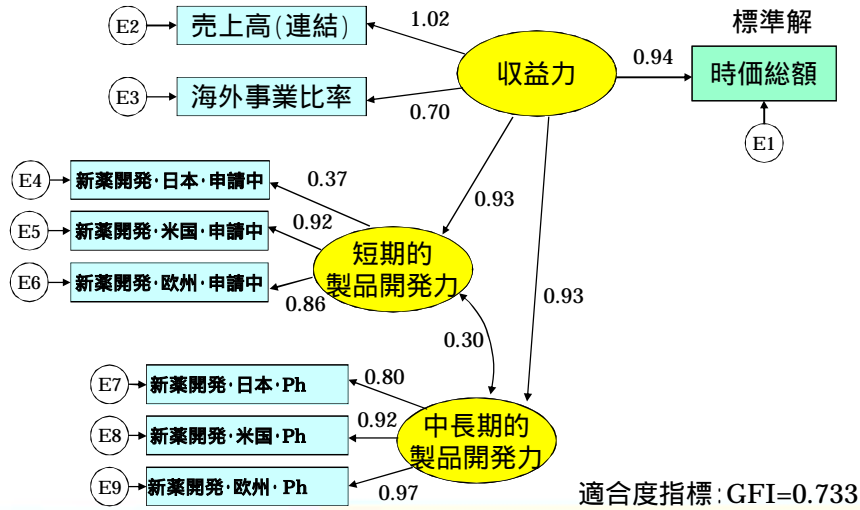 E2
売上高(連結)
1.02
標準解
収益力
0.94
時価総額
E3
海外事業比率
0.70
E1
E4
新薬開発・日本・申請中
0.37
0.93
E5
新薬開発・米国・申請中
0.92
短期的
製品開発力
E6
新薬開発・欧州・申請中
0.86
0.93
0.30
E7
新薬開発・日本・Ph
0.80
E8
新薬開発・米国・Ph
0.92
中長期的
製品開発力
E9
新薬開発・欧州・Ph
0.97
適合度指標:GFI=0.733